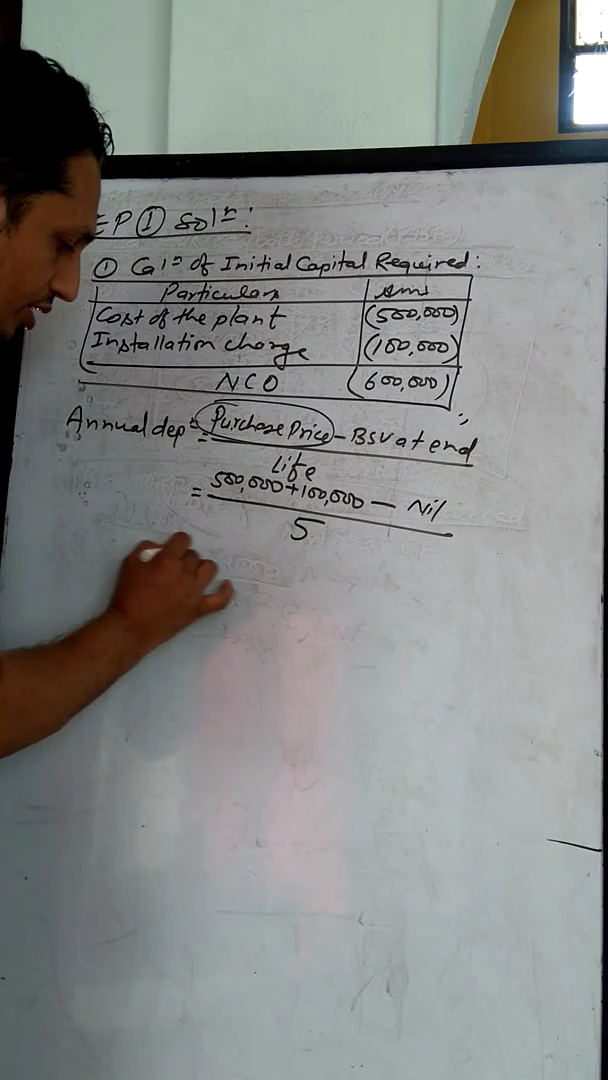 EP ① Solⁿ:
① Calⁿ of Initial Capital Required:
Particulars Amt
Cost of the plant (500,000)
Installation charge (100,000)
NCO (600,000)
Annual dep = Purchase Price - BSV at end
Life
= 500,000+100,000 - Nil
5